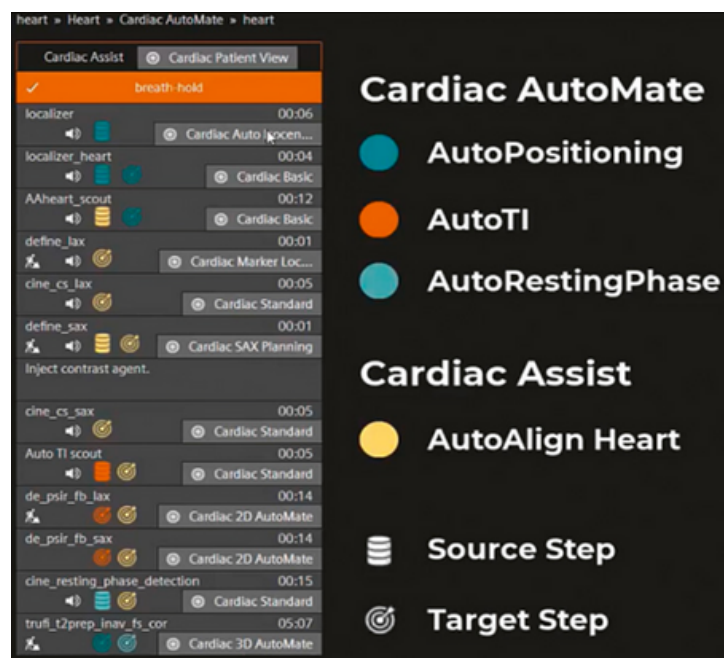 heart » Heart » Cardiac AutoMate » heart
Cardiac Assist Cardiac Patient View
breath-hold
localizer 00:06
Cardiac Auto
localizer_heart 00:04
Cardiac Basic
AAheart_scout 00:12
Cardiac Basic
define_lax 00:01
Cardiac Marker Loc...
cine_cs_lax 00:05
Cardiac Standard
define_sax 00:01
Cardiac SAX Planning
Inject contrast agent.
cine_cs_sax 00:05
Cardiac Standard
Auto TI scout 00:05
Cardiac Standard
de_psir_fb_lax 00:14
Cardiac 2D AutoMate
de_psir_fb_sax 00:14
Cardiac 2D AutoMate
cine_resting_phase_detection 00:15
Cardiac Standard
trufi_t2prep_inav_fs_cor 05:07
Cardiac 3D AutoMate
Cardiac AutoMate
AutoPositioning
AutoTI
AutoRestingPhase
Cardiac Assist
AutoAlign Heart
Source Step
Target Step